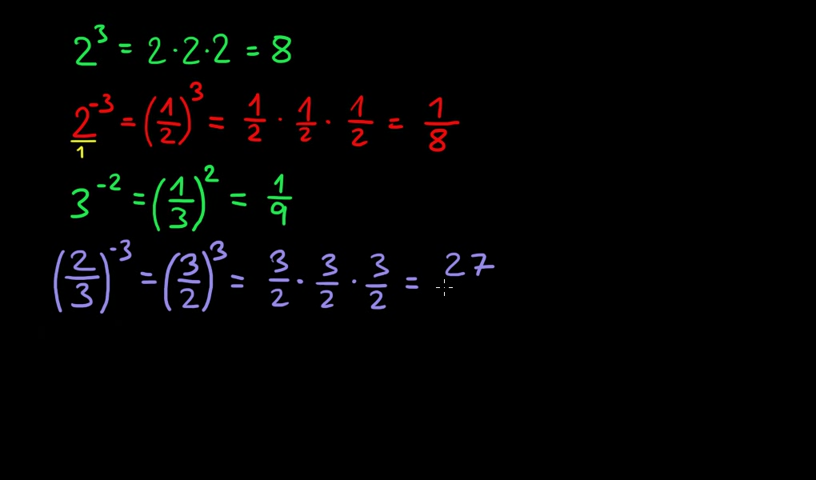 2^3 = 2 · 2 · 2 = 8
2^-3 = (1/2)^3 = 1/2 · 1/2 · 1/2 = 1/8
1
3^-2 = (1/3)^2 = 1/9
(2/3)^-3 = (3/2)^3 = 3/2 · 3/2 · 3/2 = 27